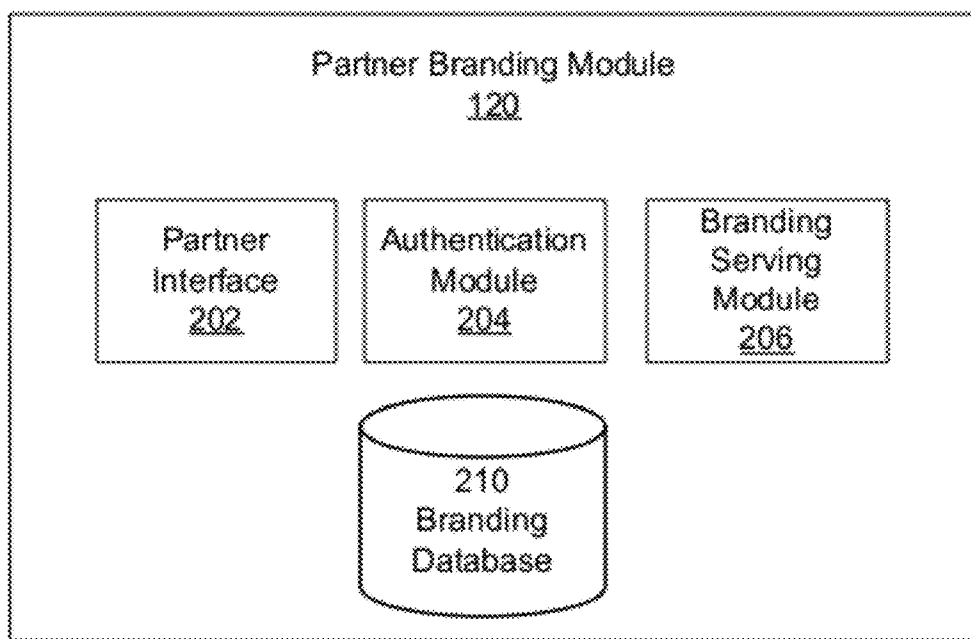 Partner Branding Module
120
Partner
Interface
202
Authentication
Module
204
Branding
Serving
Module
206
210
Branding
Database